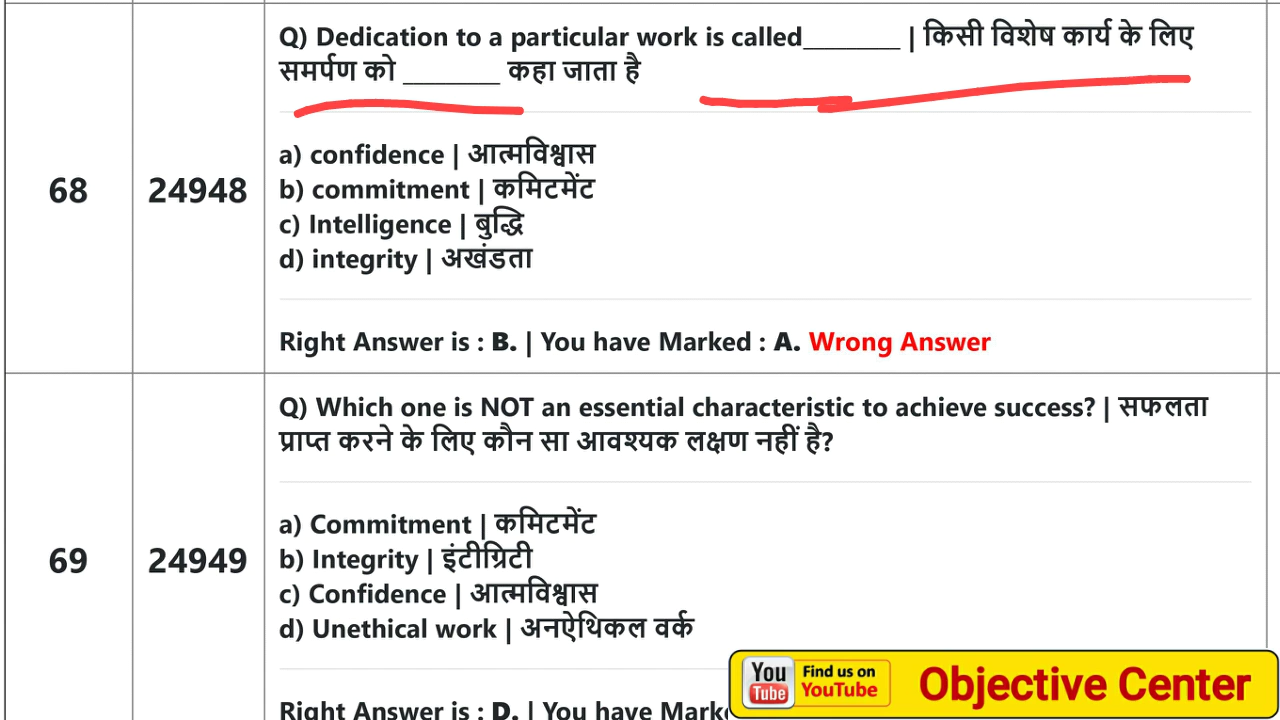 68
24948
Q) Dedication to a particular work is called________ | किसी विशेष कार्य के लिए
समर्पण को ________ कहा जाता है
a) confidence | आत्मविश्वास
b) commitment | कमिटमेंट
c) Intelligence | बुद्धि
d) integrity | अखंडता
Right Answer is : B. | You have Marked : A. Wrong Answer
69
24949
Q) Which one is NOT an essential characteristic to achieve success? | सफलता
प्राप्त करने के लिए कौन सा आवश्यक लक्षण नहीं है?
a) Commitment | कमिटमेंट
b) Integrity | इंटीग्रिटी
c) Confidence | आत्मविश्वास
d) Unethical work | अनऐथिकल वर्क
Right Answer is : D. | You have
You Tube
Find us on
YouTube
Objective Center